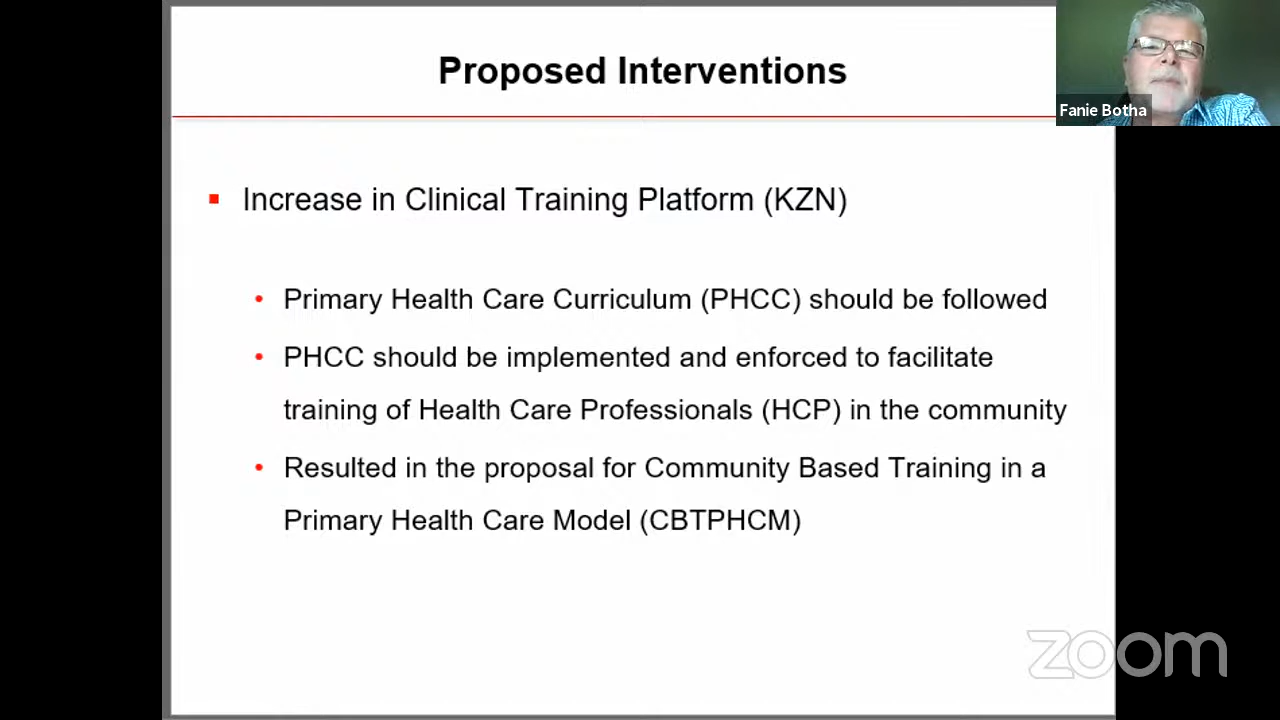 Proposed Interventions
Fanie Botha
Increase in Clinical Training Platform (KZN)
Primary Health Care Curriculum (PHCC) should be followed
PHCC should be implemented and enforced to facilitate
training of Health Care Professionals (HCP) in the community
Resulted in the proposal for Community Based Training in a
Primary Health Care Model (CBTPHCM)
zoom